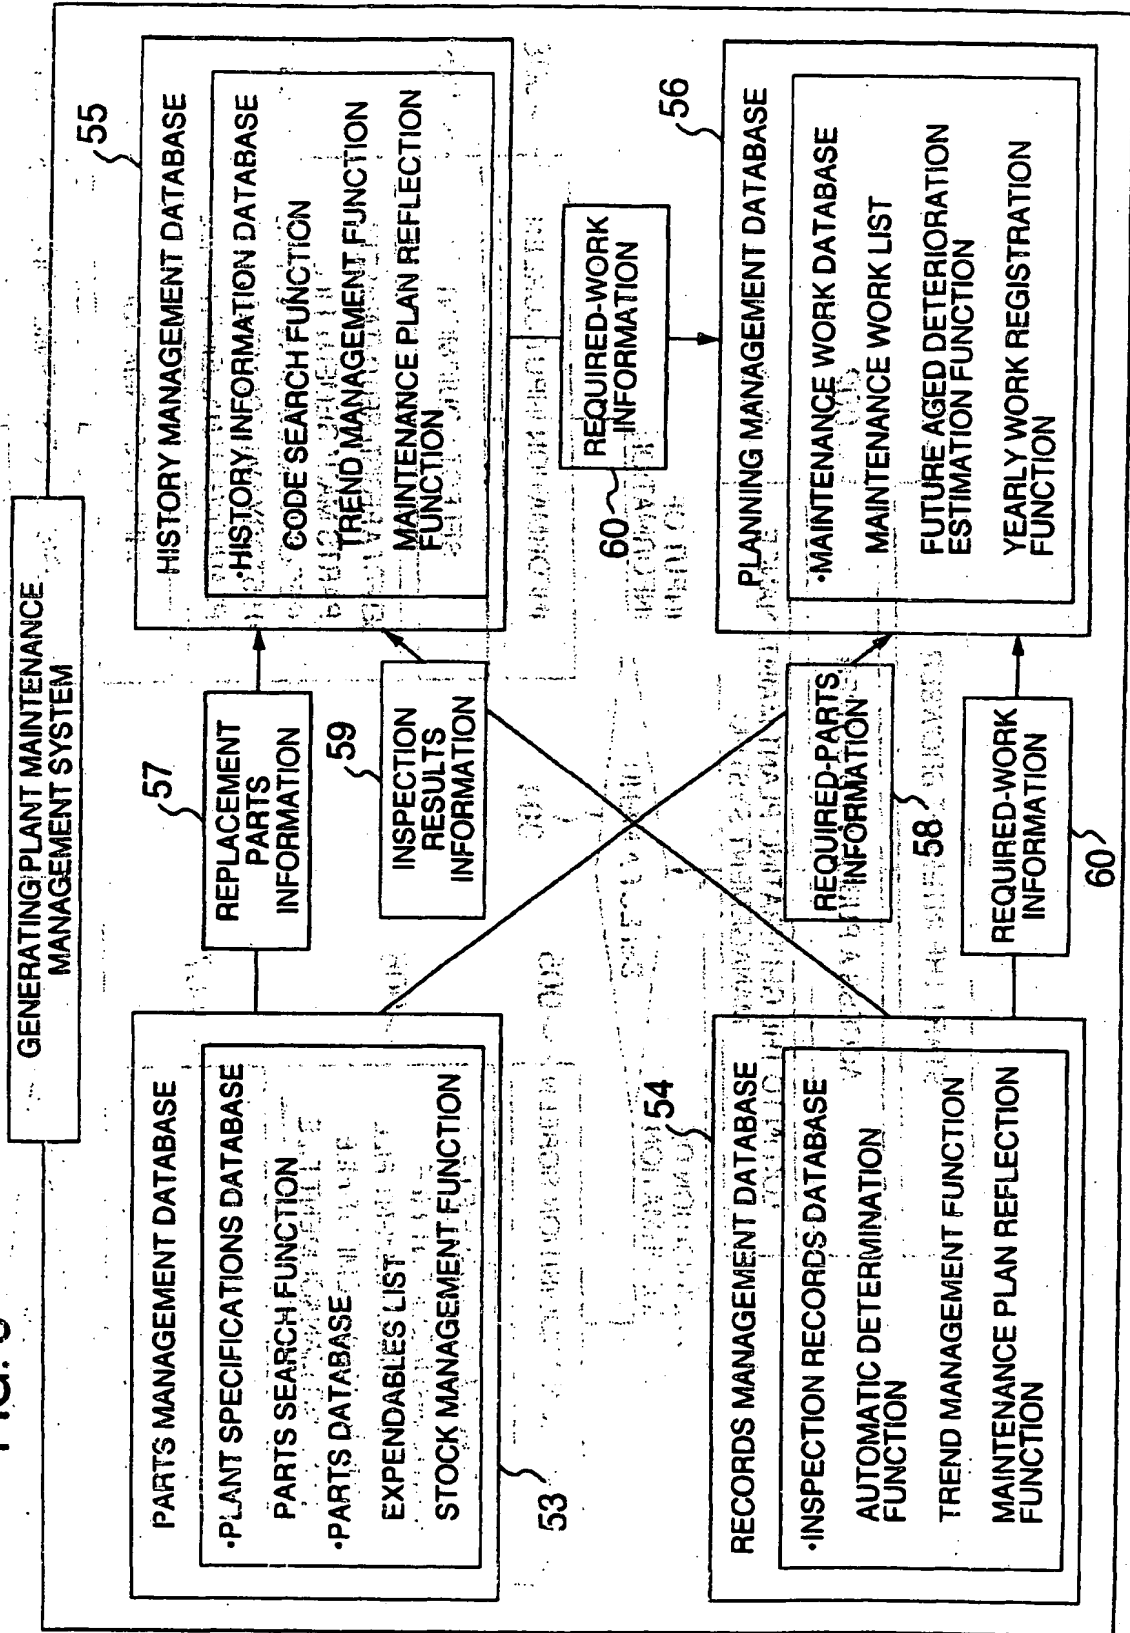 GENERATING PLANT MAINTENANCE
MANAGEMENT SYSTEM
PARTS MANAGEMENT DATABASE
•PLANT SPECIFICATIONS DATABASE
PARTS SEARCH FUNCTION
•PARTS DATABASE
EXPENDABLES LIST
STOCK MANAGEMENT FUNCTION
53
57
REPLACEMENT
PARTS
INFORMATION
59
INSPECTION
RESULTS
INFORMATION
55
HISTORY MANAGEMENT DATABASE
•HISTORY INFORMATION DATABASE
CODE SEARCH FUNCTION
TREND MANAGEMENT FUNCTION
MAINTENANCE PLAN REFLECTION
FUNCTION
60
REQUIRED-WORK
INFORMATION
RECORDS MANAGEMENT DATABASE
54
•INSPECTION RECORDS DATABASE
AUTOMATIC DETERMINATION
FUNCTION
TREND MANAGEMENT FUNCTION
MAINTENANCE PLAN REFLECTION
FUNCTION
REQUIRED-PARTS
INFORMATION
58
REQUIRED-WORK
INFORMATION
60
56
PLANNING MANAGEMENT DATABASE
•MAINTENANCE WORK DATABASE
MAINTENANCE WORK LIST
FUTURE AGED DETERIORATION
ESTIMATION FUNCTION
YEARLY WORK REGISTRATION
FUNCTION